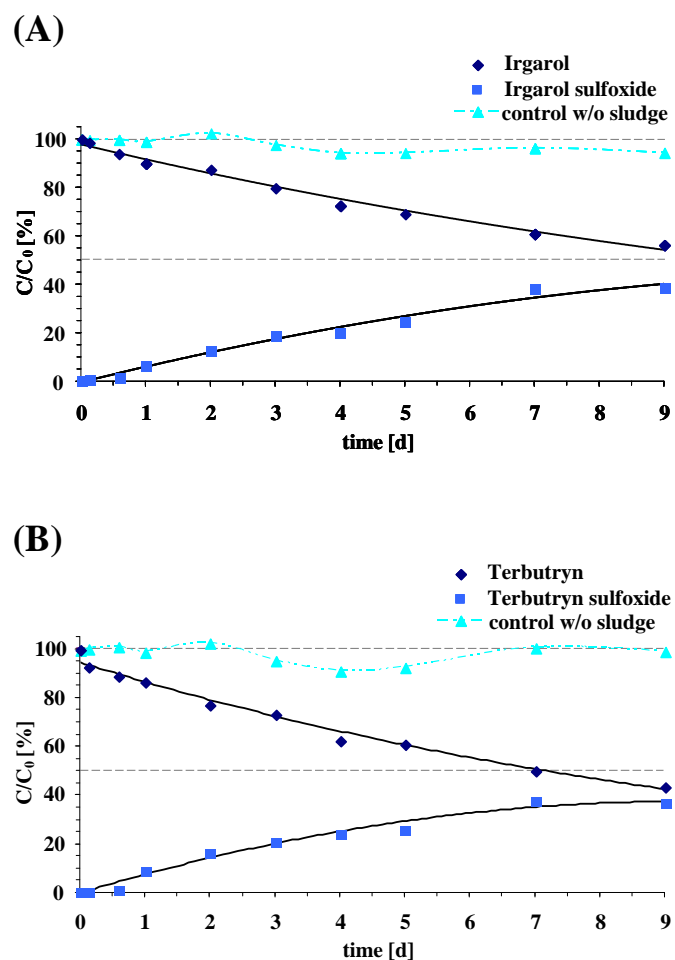 (A)
Irgarol
Irgarol sulfoxide
control w/o sludge
C/C₀ [%]
100
80
60
40
20
0
0 1 2 3 4 5 6 7 8 9
time [d]
(B)
Terbutryn
Terbutryn sulfoxide
control w/o sludge
C/C₀ [%]
100
80
60
40
20
0
0 1 2 3 4 5 6 7 8 9
time [d]